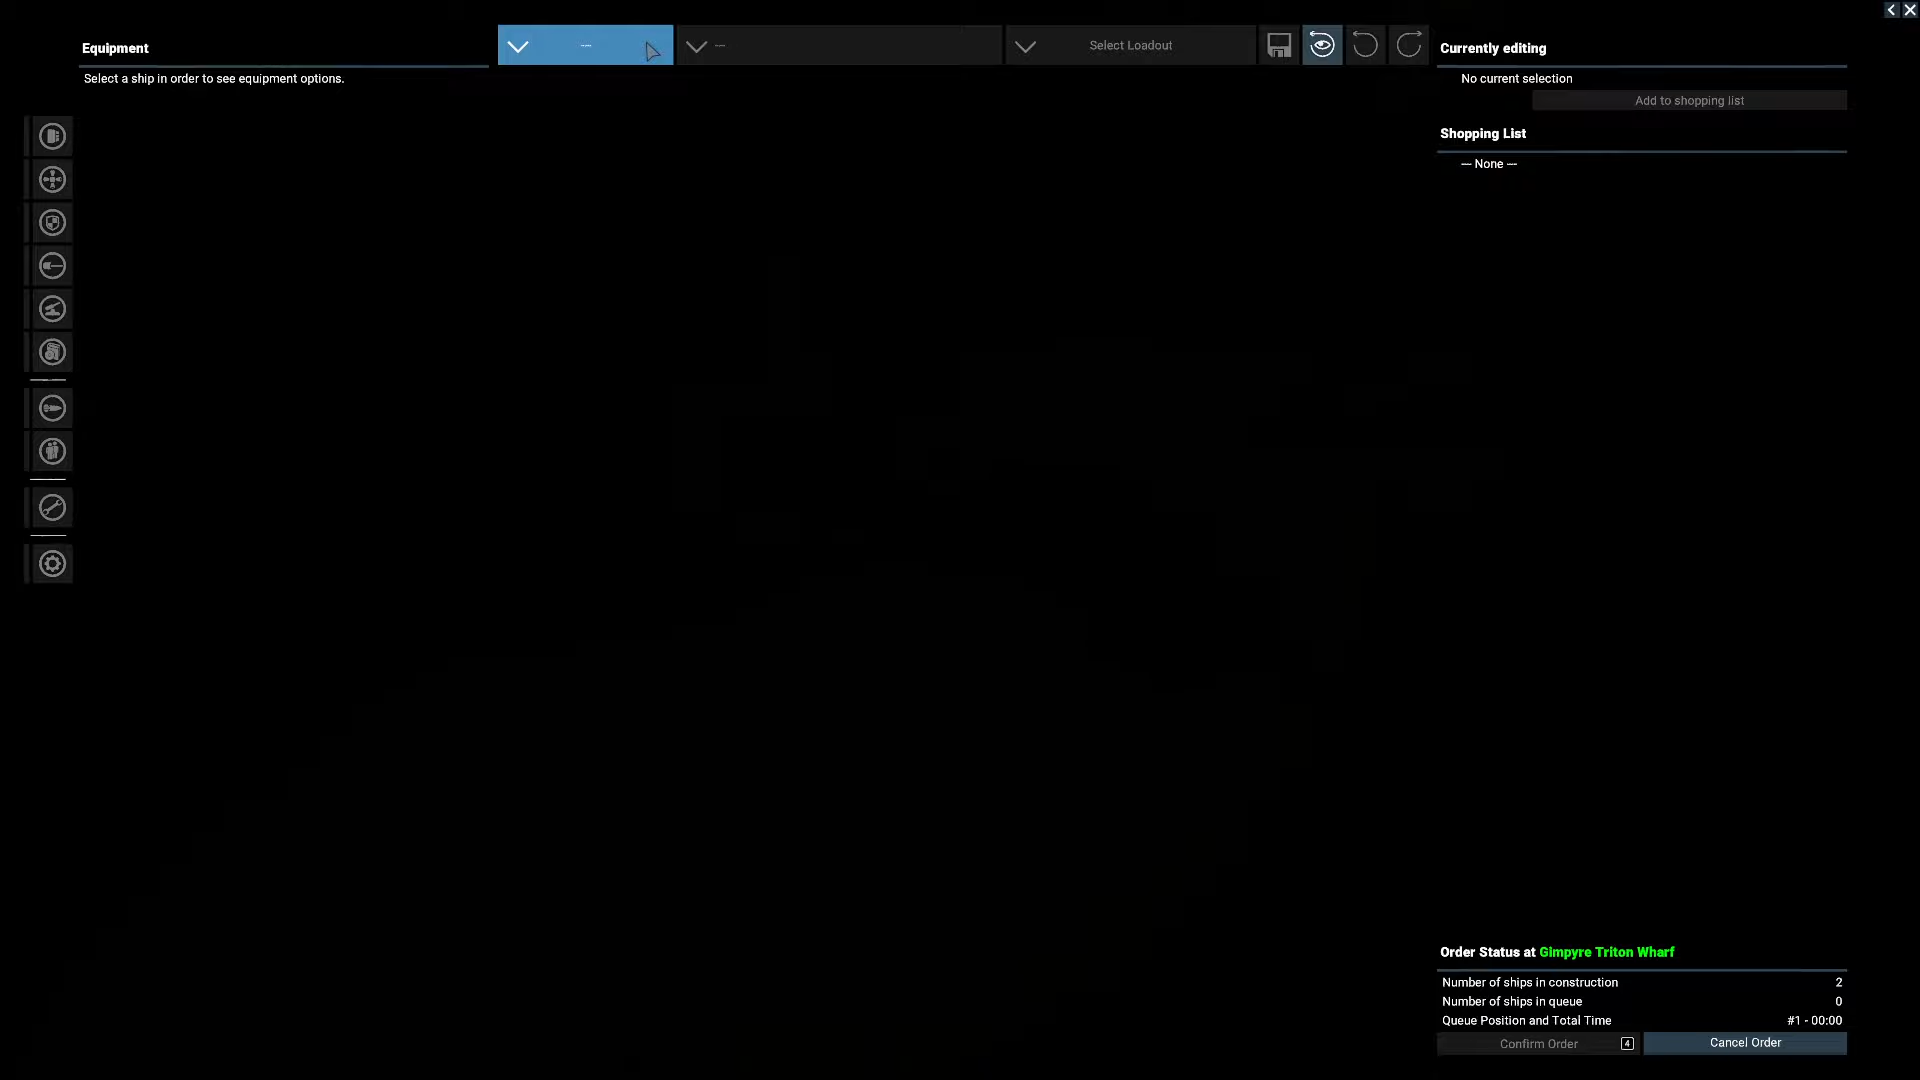 Equipment
Select a ship in order to see equipment options.
---
---
Select Loadout
Currently editing
No current selection
Add to shopping list
Shopping List
--- None ---
Order Status at Gimpyre Triton Wharf
Number of ships in construction 2
Number of ships in queue 0
Queue Position and Total Time #1 - 00:00
Confirm Order 4
Cancel Order